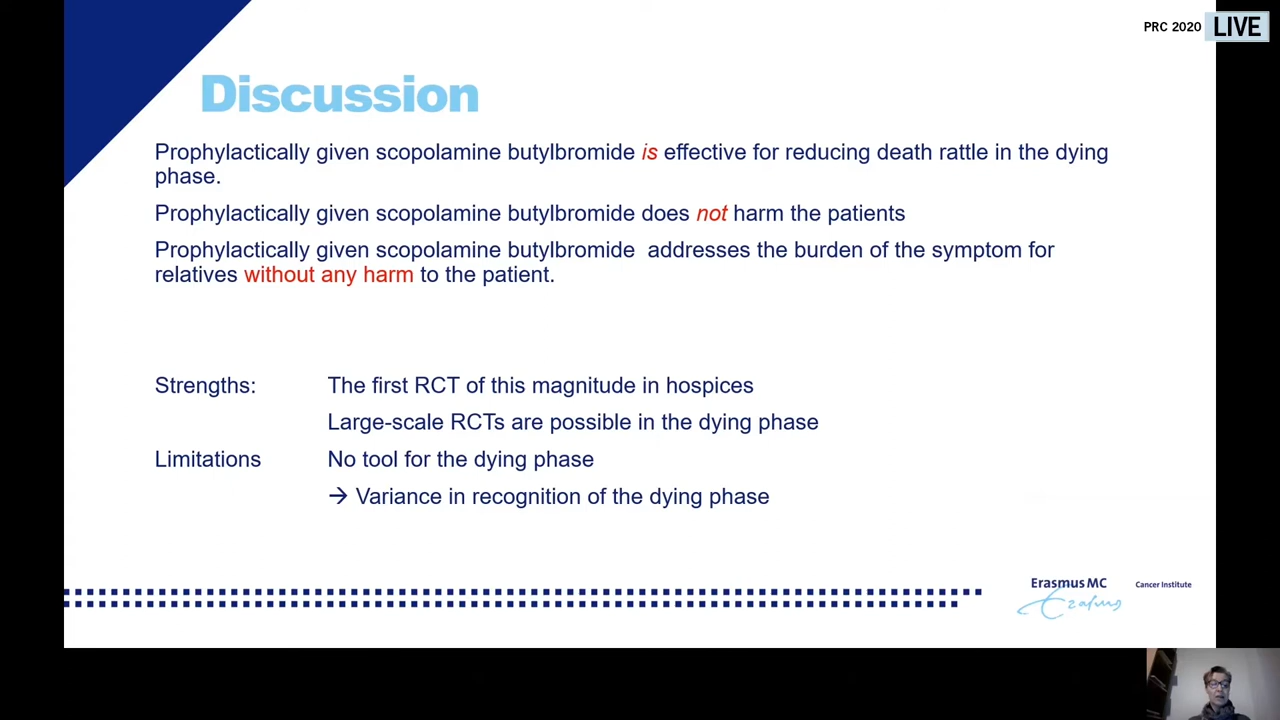 PRC 2020 LIVE
Discussion
Prophylactically given scopolamine butylbromide is effective for reducing death rattle in the dying
phase.
Prophylactically given scopolamine butylbromide does not harm the patients
Prophylactically given scopolamine butylbromide addresses the burden of the symptom for
relatives without any harm to the patient.
Strengths: The first RCT of this magnitude in hospices
Large-scale RCTs are possible in the dying phase
Limitations No tool for the dying phase
→ Variance in recognition of the dying phase
Erasmus MC Cancer Institute
Erasmus